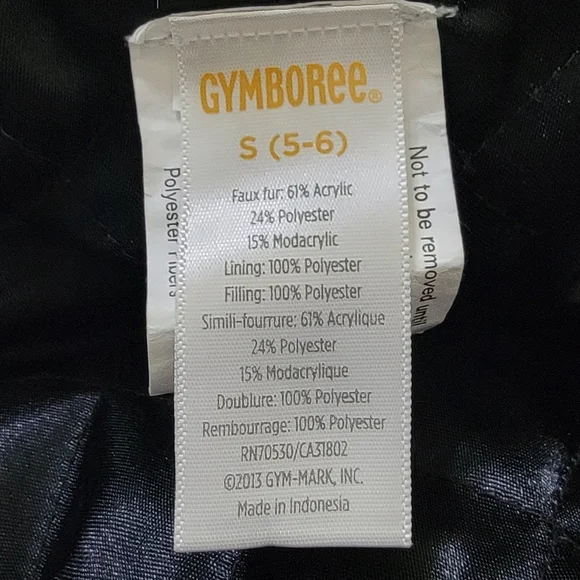 GYMBOREE®
S (5-6)
Faux fur: 61% Acrylic
24% Polyester
15% Modacrylic
Lining: 100% Polyester
Filling: 100% Polyester
Simili-fourrure: 61% Acrylique
24% Polyester
15% Modacrylique
Doublure: 100% Polyester
Rembourrage: 100% Polyester
RN70530/CA31802
©2013 GYM-MARK, INC.
Made in Indonesia
Polyester Fibers
Not to be removed until